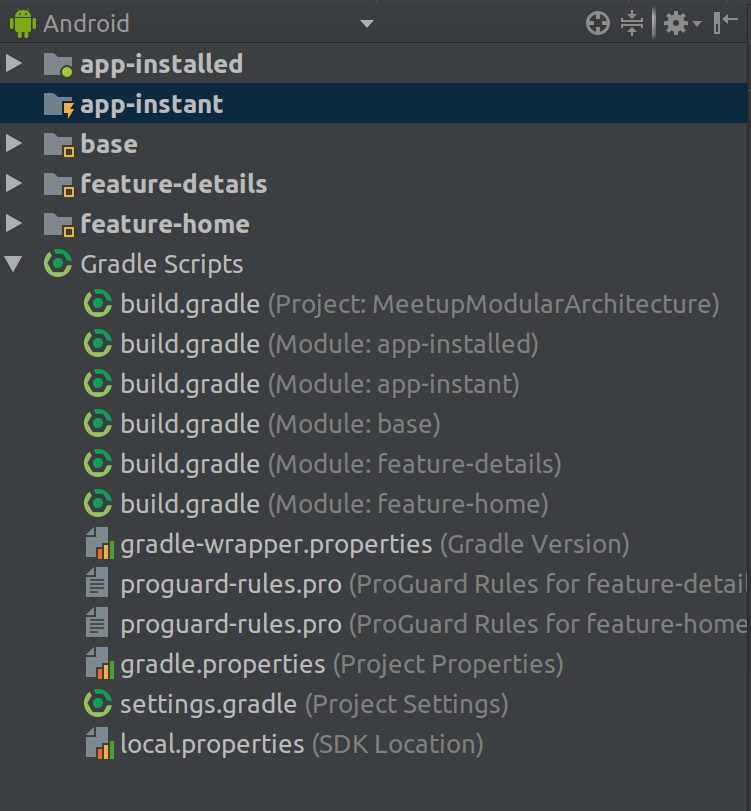 Android
app-installed
app-instant
base
feature-details
feature-home
Gradle Scripts
build.gradle (Project: MeetupModularArchitecture)
build.gradle (Module: app-installed)
build.gradle (Module: app-instant)
build.gradle (Module: base)
build.gradle (Module: feature-details)
build.gradle (Module: feature-home)
gradle-wrapper.properties (Gradle Version)
proguard-rules.pro (ProGuard Rules for feature-detai
proguard-rules.pro (ProGuard Rules for feature-home
gradle.properties (Project Properties)
settings.gradle (Project Settings)
local.properties (SDK Location)